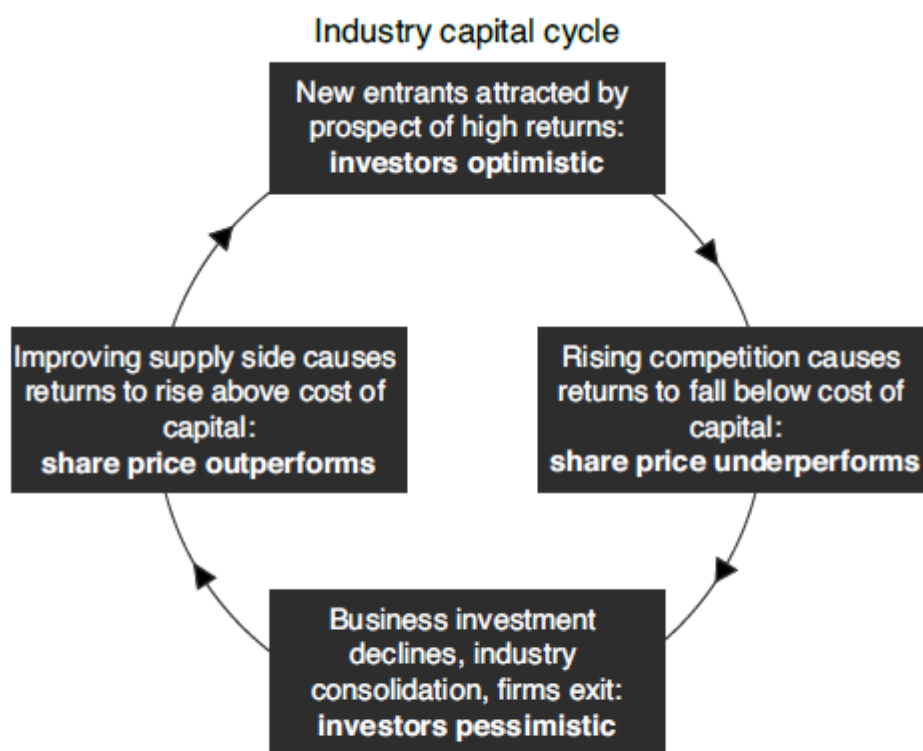 Industry capital cycle
New entrants attracted by
prospect of high returns:
investors optimistic
Improving supply side causes
returns to rise above cost of
capital:
share price outperforms
Rising competition causes
returns to fall below cost of
capital:
share price underperforms
Business investment
declines, industry
consolidation, firms exit:
investors pessimistic